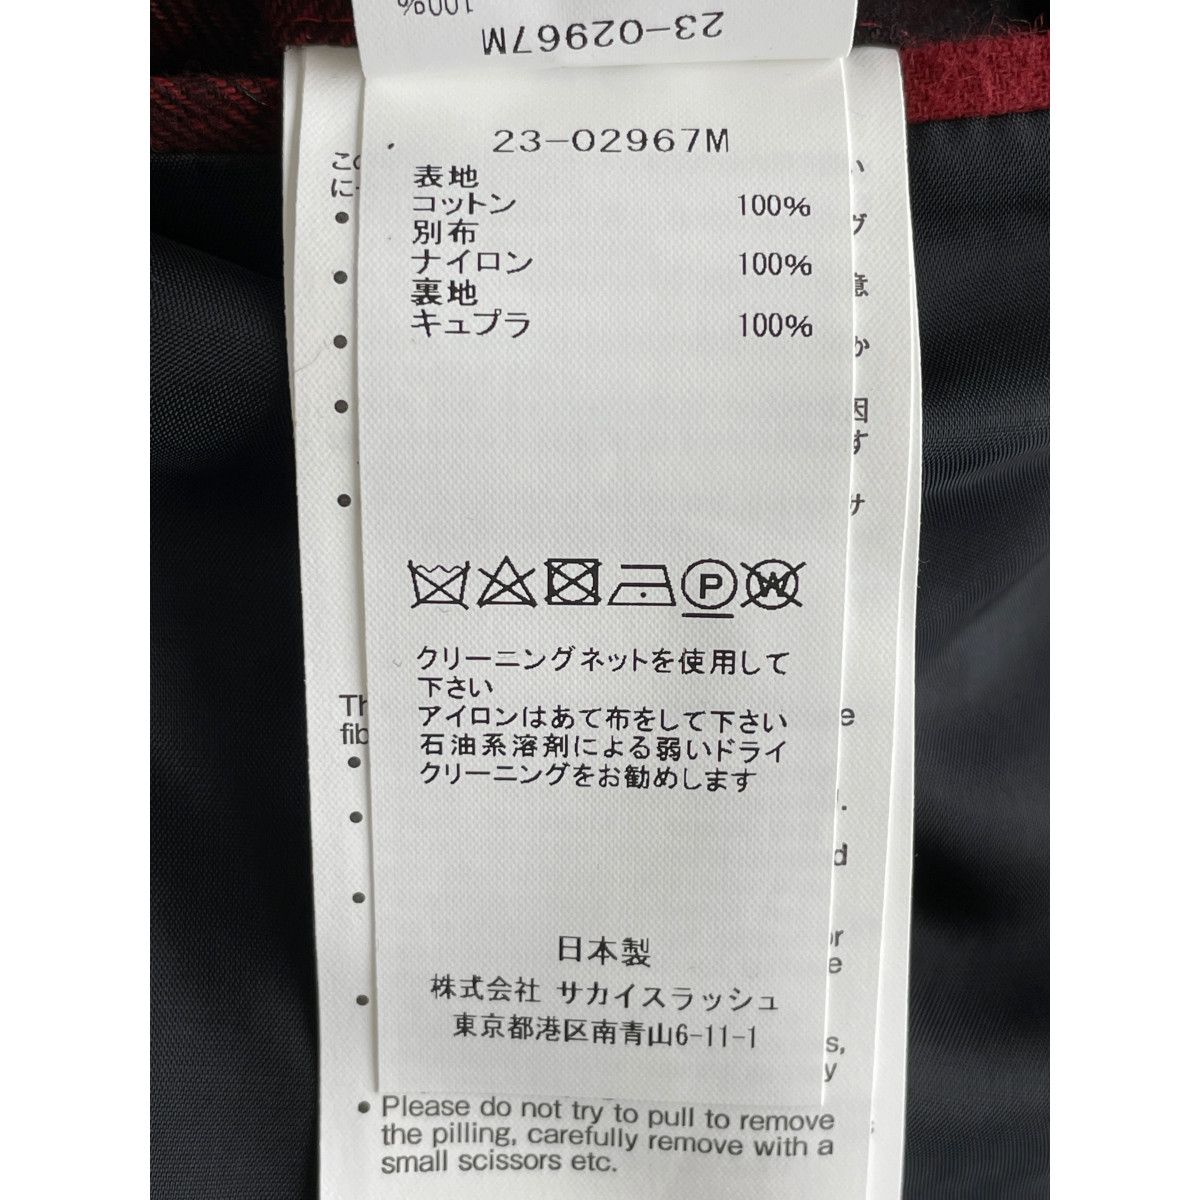 100%
23-02967M
23-02967M
表地
コットン 100%
別布
ナイロン 100%
裏地
キュプラ 100%
P W
クリーニングネットを使用して
下さい
アイロンはあて布をして下さい
石油系溶剤による弱いドライ
クリーニングをお勧めします
日本製
株式会社 サカイスラッシュ
東京都港区南青山6-11-1
• Please do not try to pull to remove
the pilling, carefully remove with a
small scissors etc.